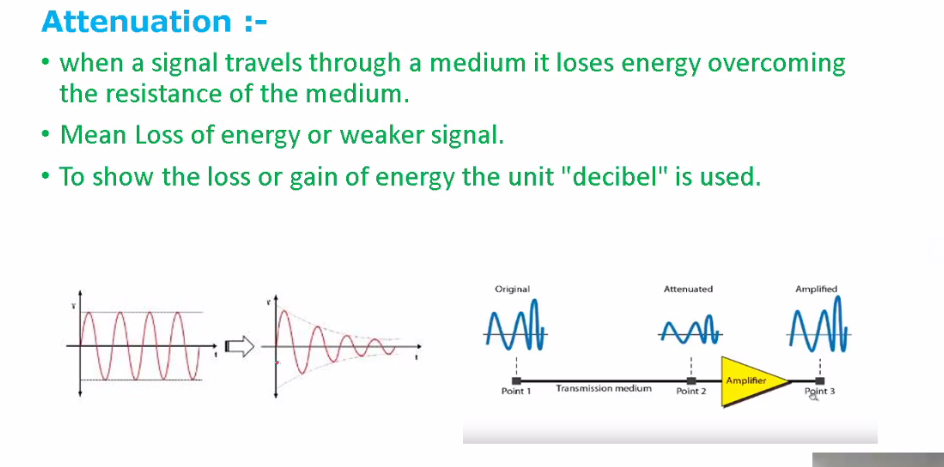 Attenuation :-
• when a signal travels through a medium it loses energy overcoming
the resistance of the medium.
• Mean Loss of energy or weaker signal.
• To show the loss or gain of energy the unit "decibel" is used.
Original Attenuated Amplified
t
t
Amplifier
Point 1 Transmission medium Point 2 Point 3